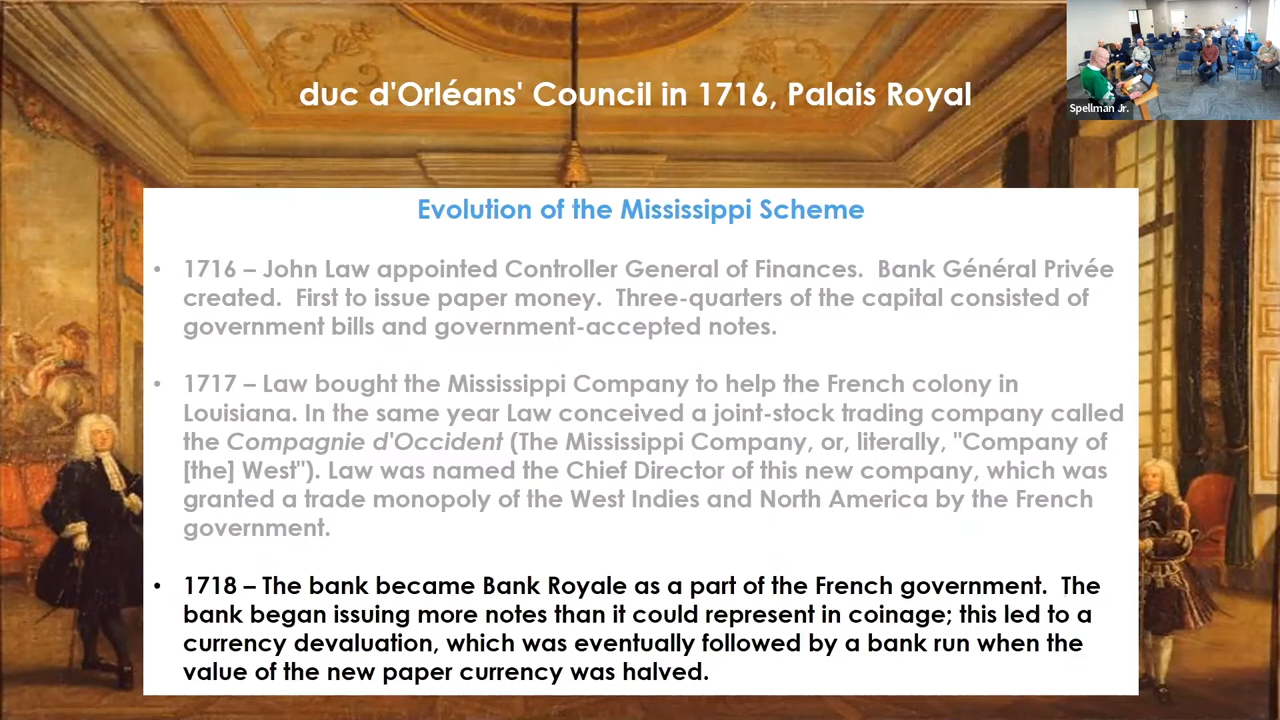 duc d'Orléans' Council in 1716, Palais Royal
Spellman Jr.
Evolution of the Mississippi Scheme
• 1716 – John Law appointed Controller General of Finances.  Bank Général Privée
created.  First to issue paper money.  Three-quarters of the capital consisted of
government bills and government-accepted notes.
• 1717 – Law bought the Mississippi Company to help the French colony in
Louisiana. In the same year Law conceived a joint-stock trading company called
the Compagnie d'Occident (The Mississippi Company, or, literally, "Company of
[the] West"). Law was named the Chief Director of this new company, which was
granted a trade monopoly of the West Indies and North America by the French
government.
• 1718 – The bank became Bank Royale as a part of the French government.  The
bank began issuing more notes than it could represent in coinage; this led to a
currency devaluation, which was eventually followed by a bank run when the
value of the new paper currency was halved.